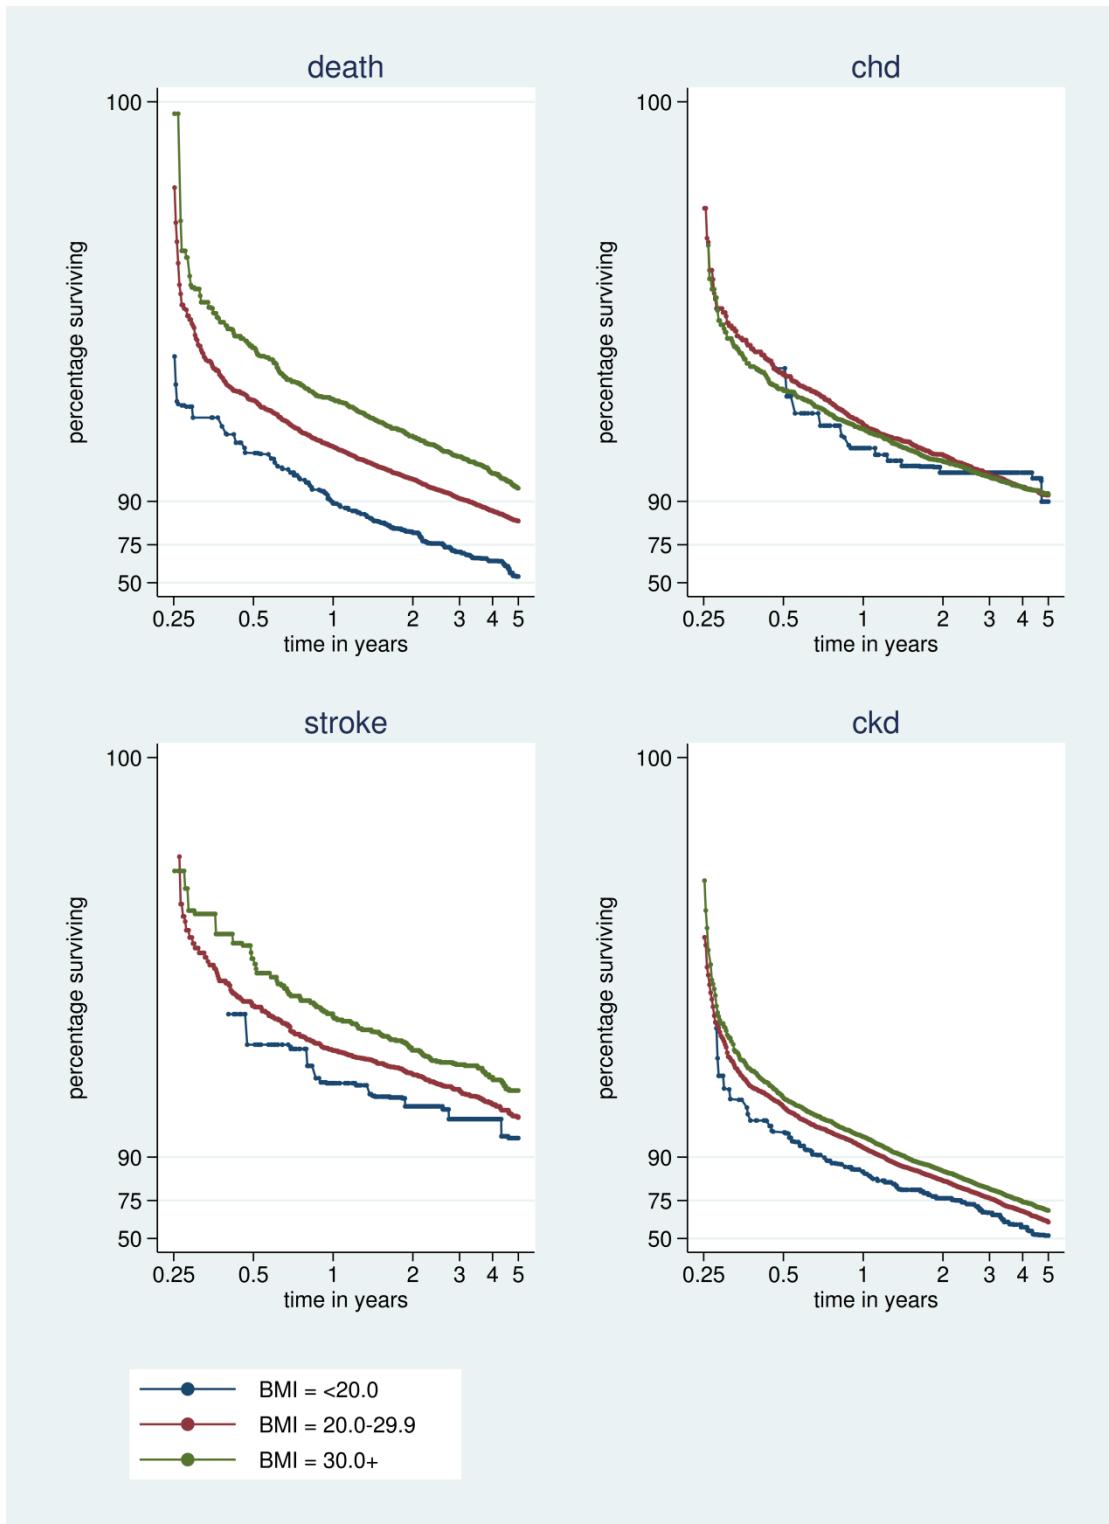 death
100
90
75
50
percentage surviving
0.25 0.5 1 2 3 4 5
time in years
chd
100
90
75
50
percentage surviving
0.25 0.5 1 2 3 4 5
time in years
stroke
100
90
75
50
percentage surviving
0.25 0.5 1 2 3 4 5
time in years
ckd
100
90
75
50
percentage surviving
0.25 0.5 1 2 3 4 5
time in years
BMI = <20.0
BMI = 20.0-29.9
BMI = 30.0+